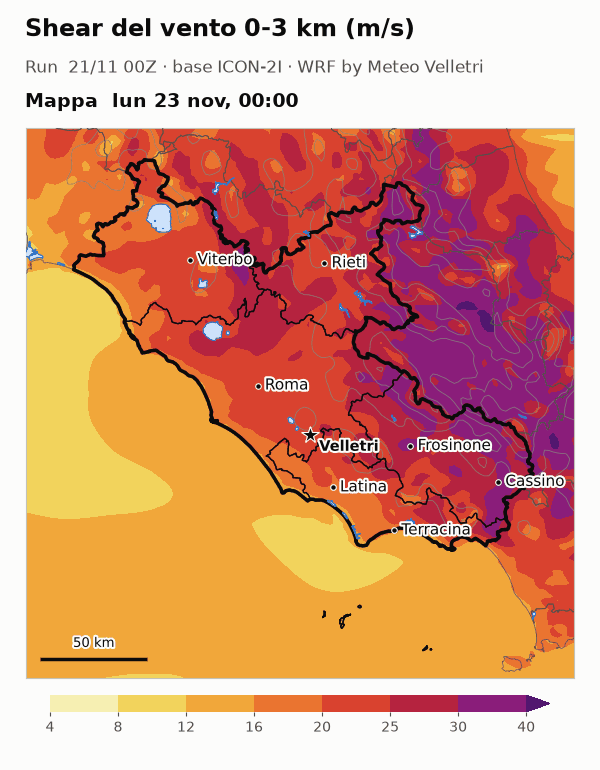 Shear del vento 0-3 km (m/s)
Run  21/11 00Z · base ICON-2I · WRF by Meteo Velletri
Mappa  lun 23 nov, 00:00
Viterbo
Rieti
Roma
Velletri
Frosinone
Cassino
Latina
Terracina
50 km
4 8 12 16 20 25 30 40